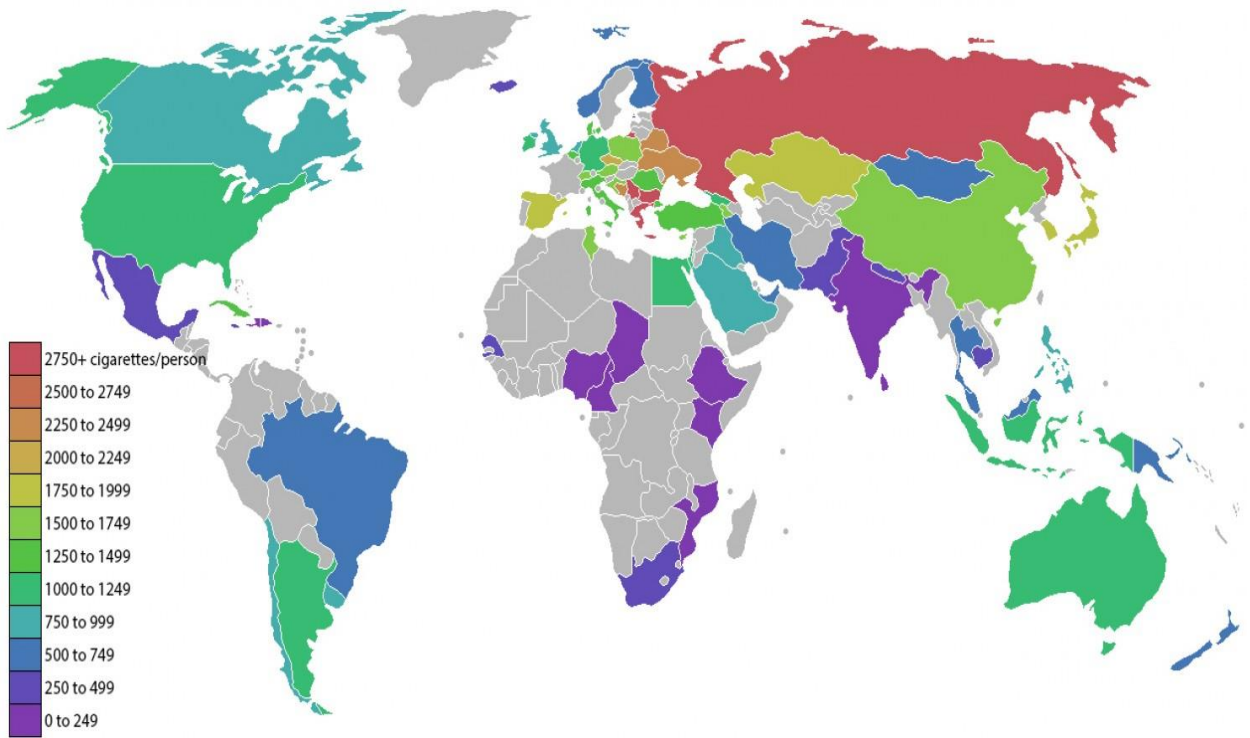 2750+ cigarettes/person
2500 to 2749
2250 to 2499
2000 to 2249
1750 to 1999
1500 to 1749
1250 to 1499
1000 to 1249
750 to 999
500 to 749
250 to 499
0 to 249